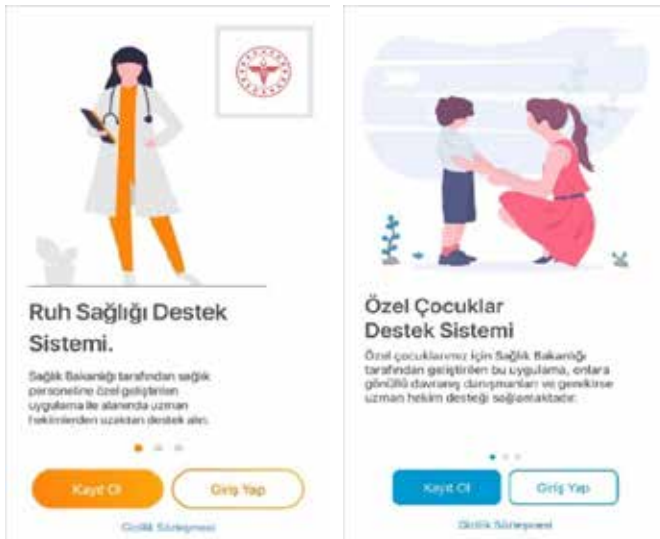 Ruh Sağlığı Destek
Sistemi.
Sağlık Bakanlığı tarafından sağlık
personeline özel geliştirilen
uygulama ile alanında uzman
hekimlerden uzaktan destek alın.
Kayıt Ol
Giriş Yap
Gizlilik Sözleşmesi
Özel Çocuklar
Destek Sistemi
Özel çocuklarımız için Sağlık Bakanlığı
tarafından geliştirilen bu uygulama, onlara
gönüllü davranış danışmanları ve gerekirse
uzman hekim desteği sağlamaktadır.
Kayıt Ol
Giriş Yap
Gizlilik Sözleşmesi